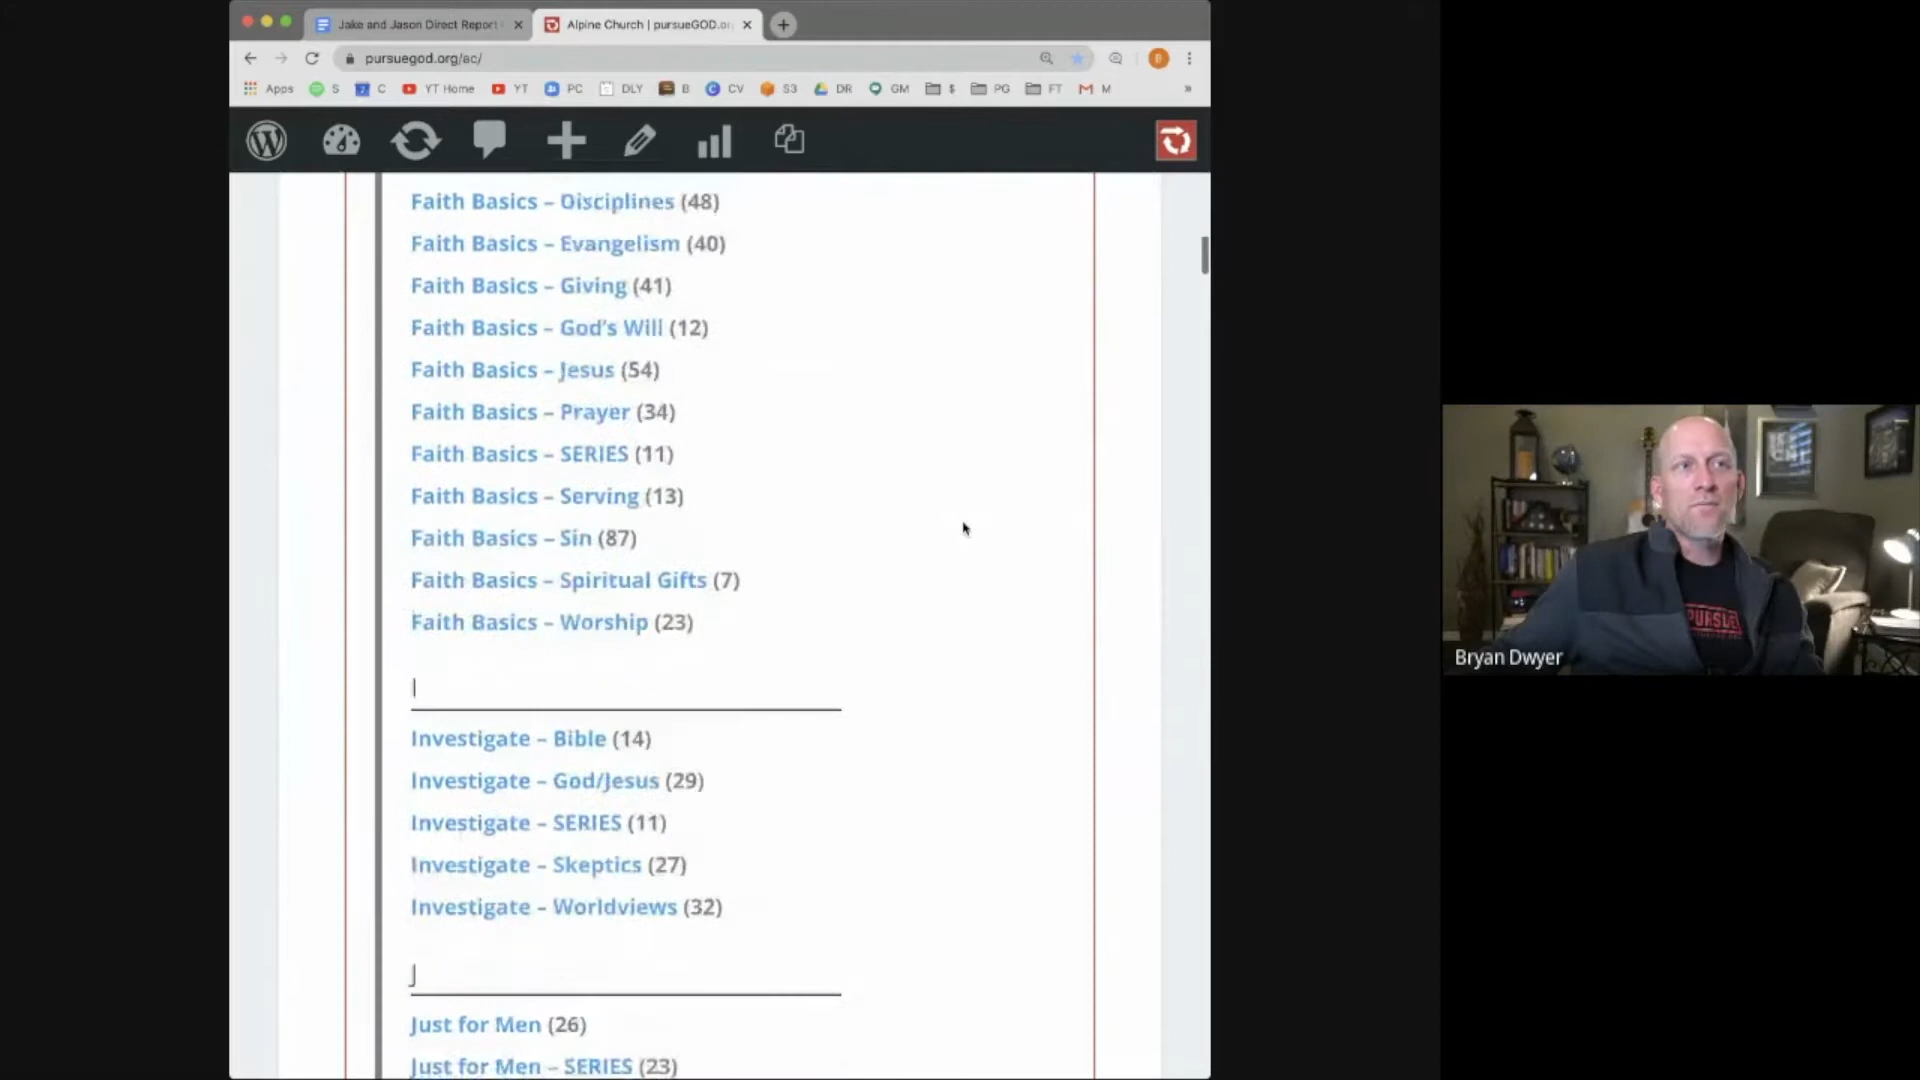 Jake and Jason Direct Report
Alpine Church | pursueGOD.or
pursuegod.org/ac/
Apps S C YT Home YT PC DLY B CV S3 DR GM $ PG FT M M »
Faith Basics – Disciplines (48)
Faith Basics – Evangelism (40)
Faith Basics – Giving (41)
Faith Basics – God's Will (12)
Faith Basics – Jesus (54)
Faith Basics – Prayer (34)
Faith Basics – SERIES (11)
Faith Basics – Serving (13)
Faith Basics – Sin (87)
Faith Basics – Spiritual Gifts (7)
Faith Basics – Worship (23)
I
Investigate – Bible (14)
Investigate – God/Jesus (29)
Investigate – SERIES (11)
Investigate – Skeptics (27)
Investigate – Worldviews (32)
J
Just for Men (26)
Just for Men – SERIES (23)
PURSUE
Bryan Dwyer